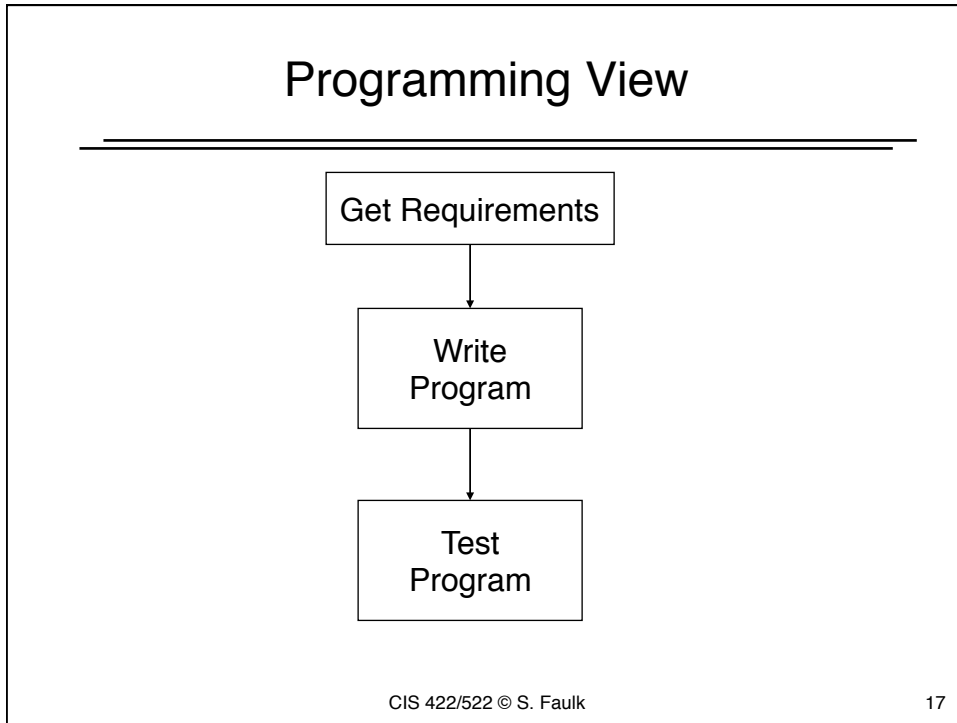 Programming View
Get Requirements
Write
Program
Test
Program
CIS 422/522 © S. Faulk
17